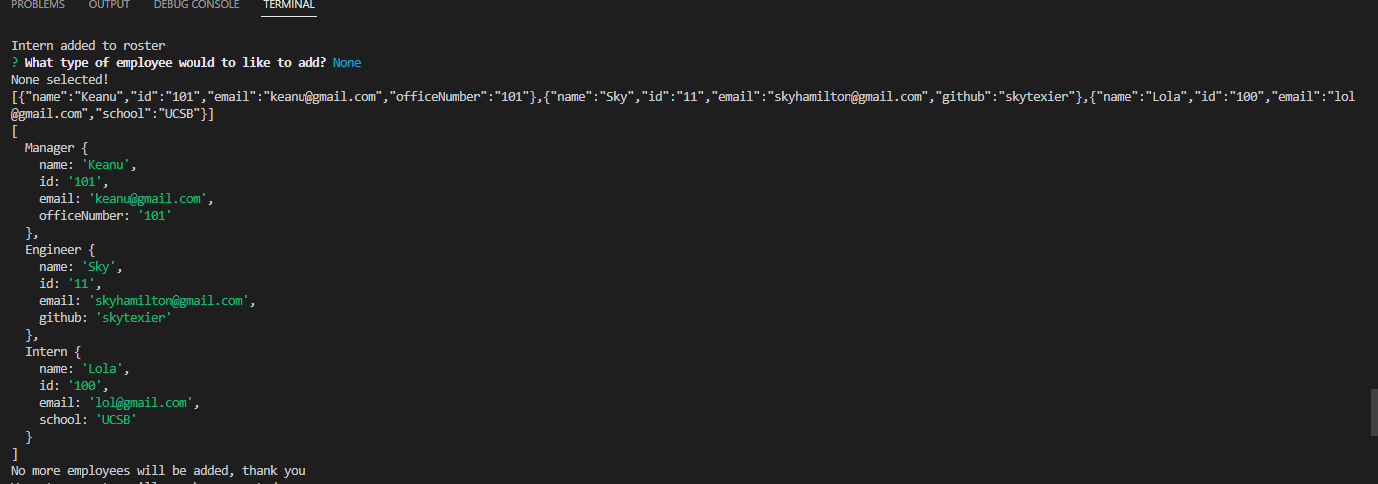 PROBLEMS OUTPUT DEBUG CONSOLE TERMINAL
Intern added to roster
? What type of employee would to like to add? None
None selected!
[{"name":"Keanu","id":"101","email":"keanu@gmail.com","officeNumber":"101"},{"name":"Sky","id":"11","email":"skyhamilton@gmail.com","github":"skytexier"},{"name":"Lola","id":"100","email":"lol
@gmail.com","school":"UCSB"}]
[
  Manager {
    name: 'Keanu',
    id: '101',
    email: 'keanu@gmail.com',
    officeNumber: '101'
  },
  Engineer {
    name: 'Sky',
    id: '11',
    email: 'skyhamilton@gmail.com',
    github: 'skytexier'
  },
  Intern {
    name: 'Lola',
    id: '100',
    email: 'lol@gmail.com',
    school: 'UCSB'
  }
]
No more employees will be added, thank you